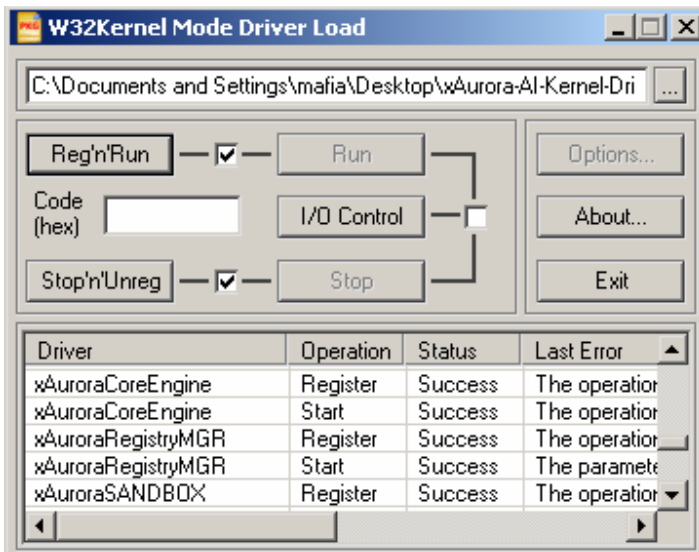 W32Kernel Mode Driver Load
C:\Documents and Settings\mafia\Desktop\xAurora-AI-Kernel-Dri ...
Reg'n'Run Run Options...
Code (hex) I/O Control About...
Stop'n'Unreg Stop Exit
Driver Operation Status Last Error
xAuroraCoreEngine Register Success The operation
xAuroraCoreEngine Start Success The operation
xAuroraRegistryMGR Register Success The operation
xAuroraRegistryMGR Start Success The paramete
xAuroraSANDBOX Register Success The operation